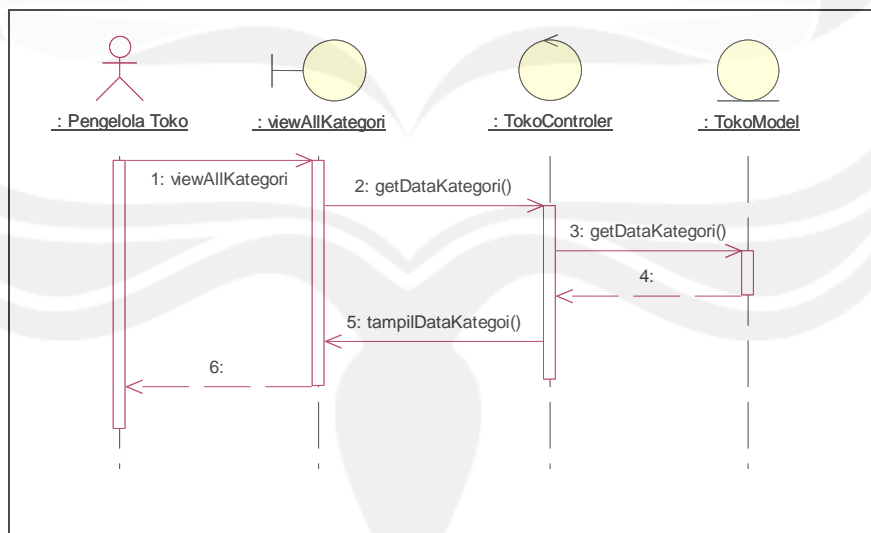 : Pengelola Toko
: viewAllKategori
: TokoControler
: TokoModel
1: viewAllKategori
2: getDataKategori()
3: getDataKategori()
4:
5: tampilDataKategoi()
6: